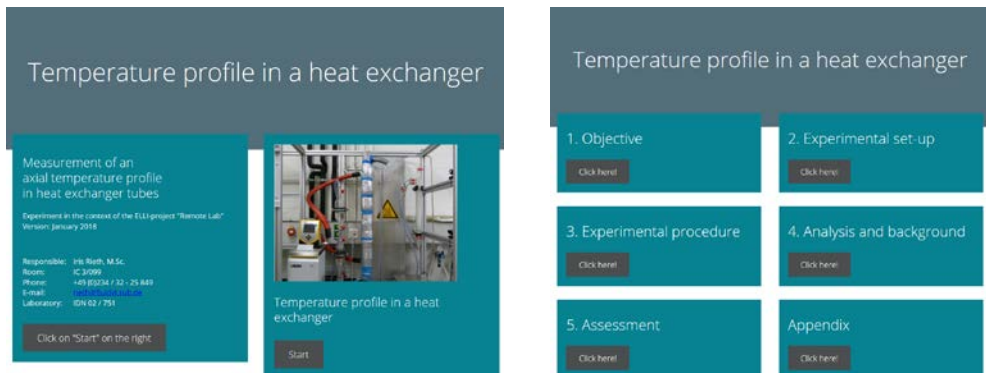 Temperature profile in a heat exchanger
Measurement of an
axial temperature profile
in heat exchanger tubes
Experiment in the context of the ELLI-project "Remote Lab"
Version: January 2016
Responsible: Iris Rieth, M.Sc.
Room: IC 3/099
Phone: +49 (0)234 / 32 - 25 849
E-mail:
Laboratory: IDN 02 / 751
Click on "Start" on the right
Temperature profile in a heat
exchanger
Start
Temperature profile in a heat exchanger
1. Objective
Click here!
2. Experimental set-up
Click here!
3. Experimental procedure
Click here!
4. Analysis and background
Click here!
5. Assessment
Click here!
Appendix
Click here!